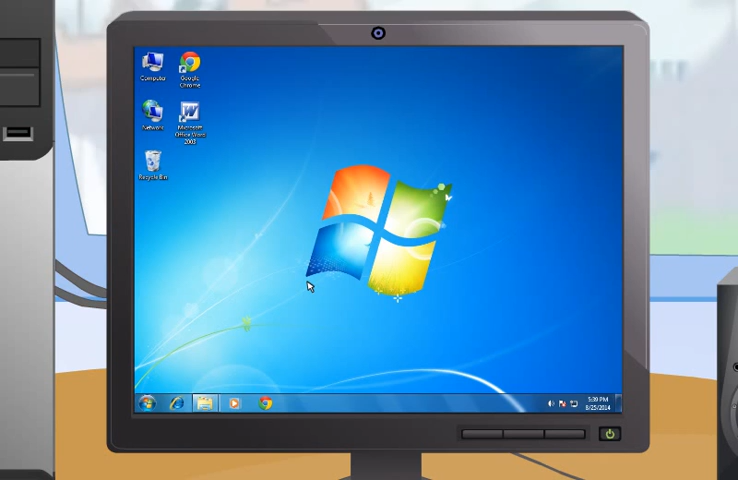 Computer
Google
Chrome
Network
Microsoft
Office Word
2003
Recycle Bin
5:39 PM
8/25/2014